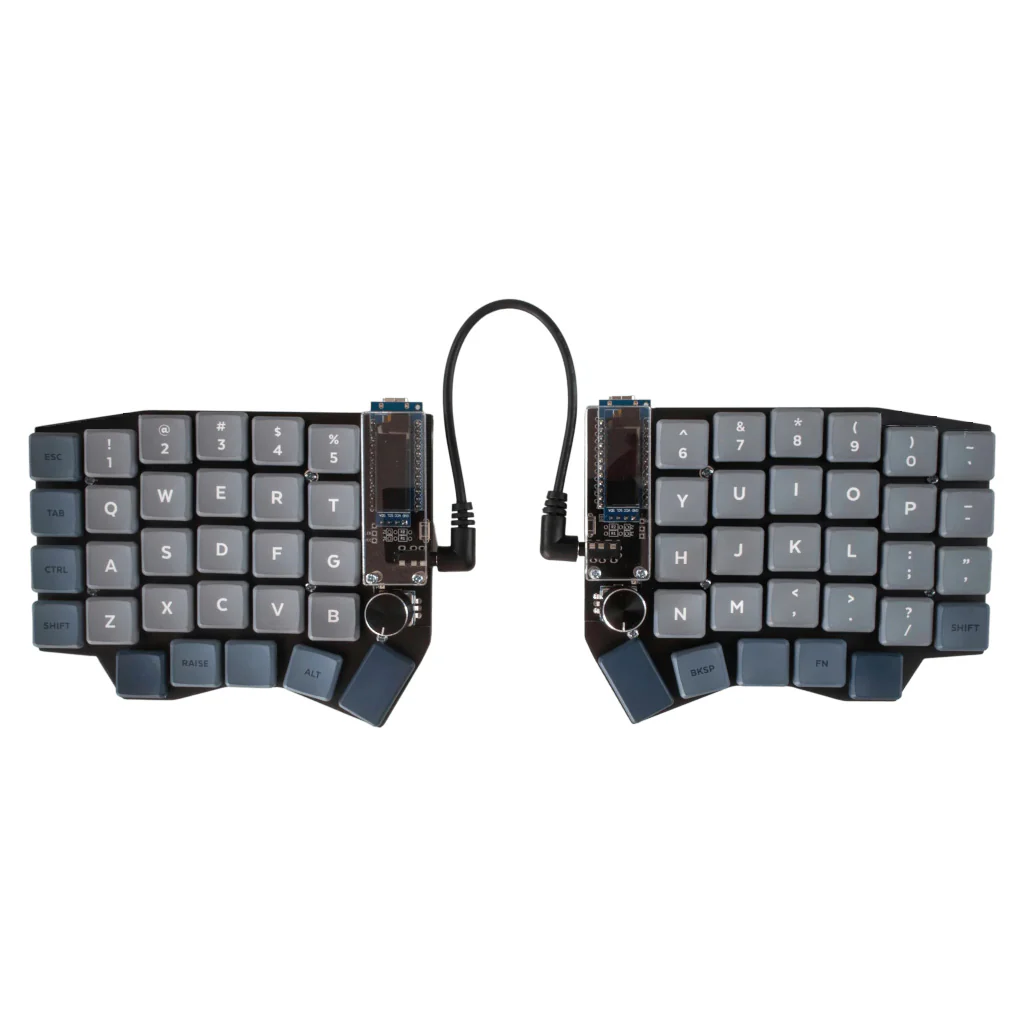 ESC ! 1 @ 2 # 3 $ 4 % 5
TAB Q W E R T
CTRL A S D F G
SHIFT Z X C V B
RAISE ALT
^ 6 & 7 * 8 ( 9 ) 0 ~ `
Y U I O P _ -
H J K L : ; " '
N M < , > . ? / SHIFT
BKSP FN